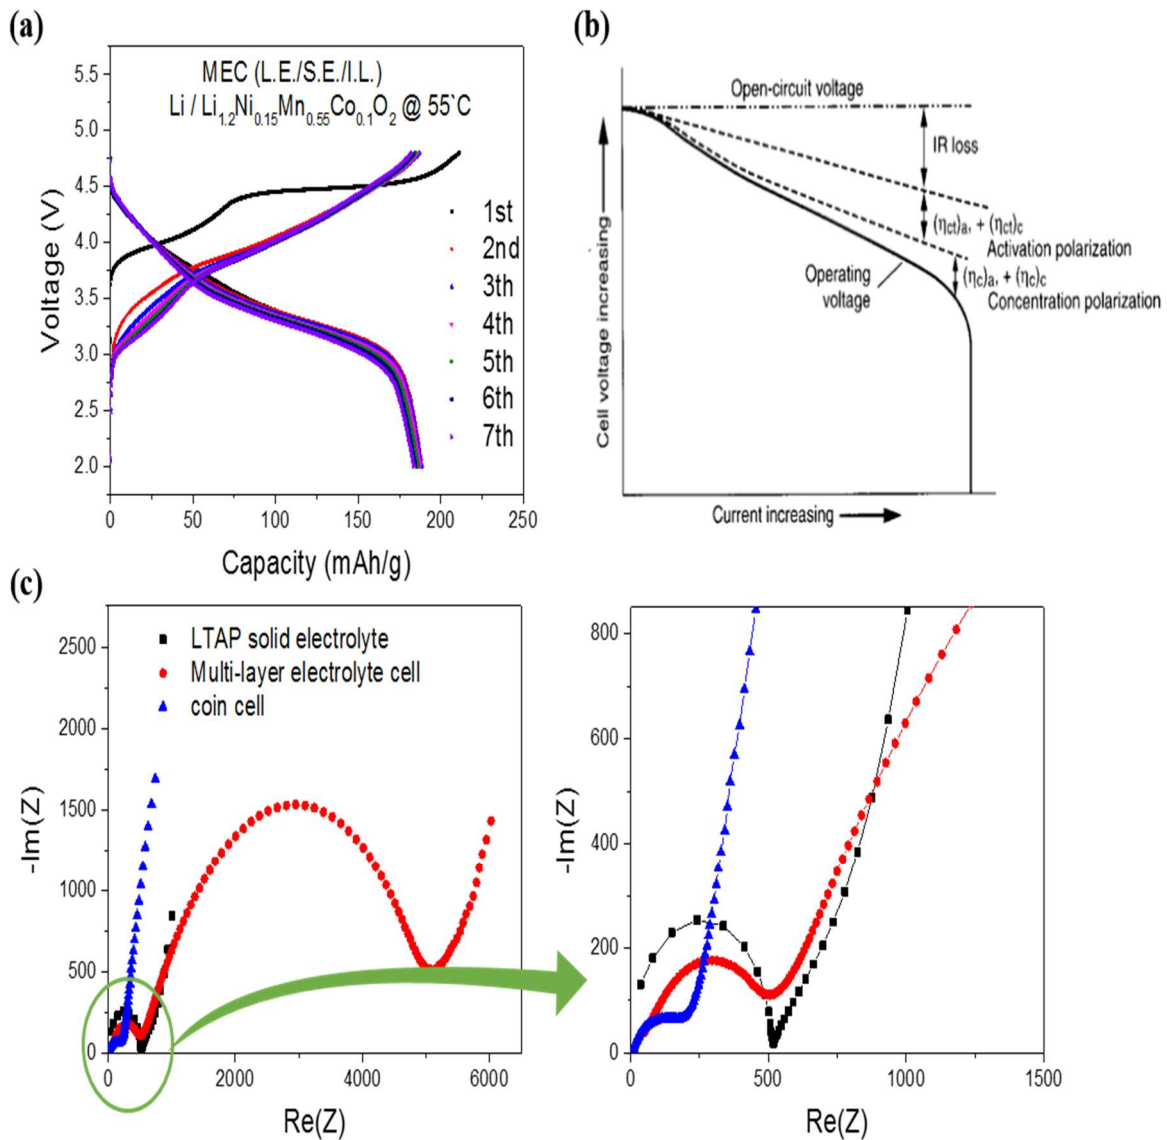 (a)
MEC (L.E./S.E./I.L.)
Li / Li1.2Ni0.15Mn0.55Co0.1O2 @ 55`C
5.5
5.0
4.5
4.0
3.5
3.0
2.5
2.0
Voltage (V)
1st
2nd
3th
4th
5th
6th
7th
0
50
100
150
200
250
Capacity (mAh/g)
(b)
Open-circuit voltage
IR loss
(ηct)a, + (ηct)c
Activation polarization
(ηc)a, + (ηc)c
Concentration polarization
Operating
voltage
Cell voltage increasing
Current increasing
(c)
LTAP solid electrolyte
Multi-layer electrolyte cell
coin cell
2500
2000
1500
1000
500
0
-Im(Z)
0
2000
4000
6000
Re(Z)
800
600
400
200
0
-Im(Z)
0
500
1000
1500
Re(Z)